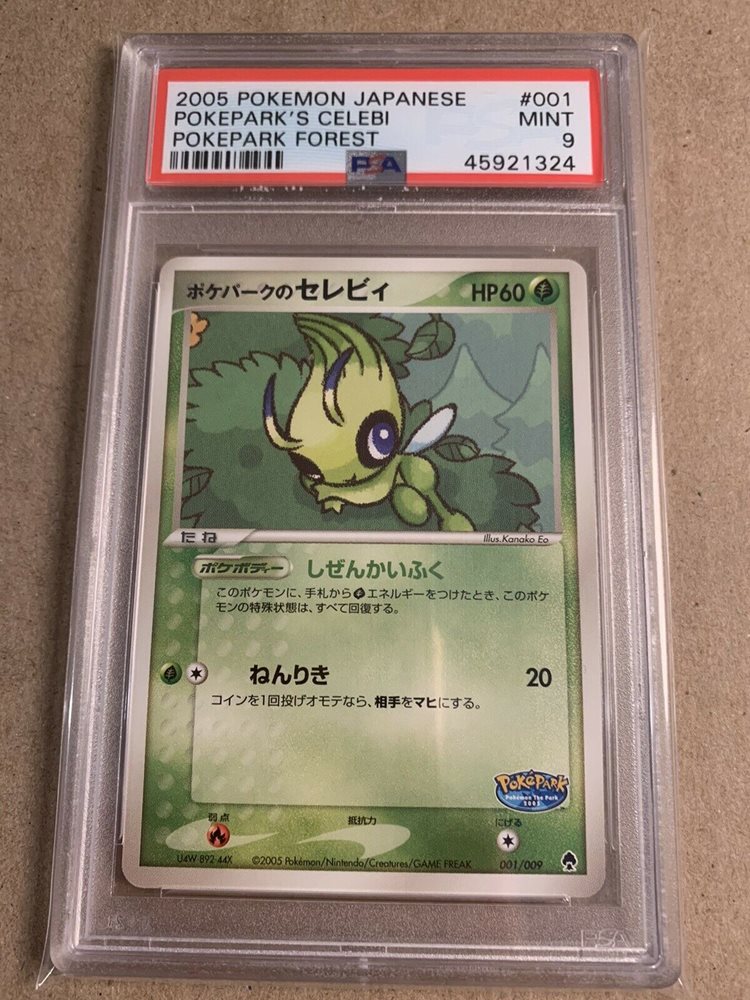 2005 POKEMON JAPANESE #001
POKEPARK'S CELEBI MINT
POKEPARK FOREST 9
PSA 45921324
ポケパークのセレビィ HP60
たね Illus.Kanako Eo
ポケボディー しぜんかいふく
このポケモンに、手札からエネルギーをつけたとき、このポケ
モンの特殊状態は、すべて回復する。
ねんりき 20
コインを1回投げオモテなら、相手をマヒにする。
POKÉPARK
Pokémon The Park
2005
弱点 抵抗力 にげる
U4W 892 44X ©2005 Pokémon/Nintendo/Creatures/GAME FREAK 001/009
PSA